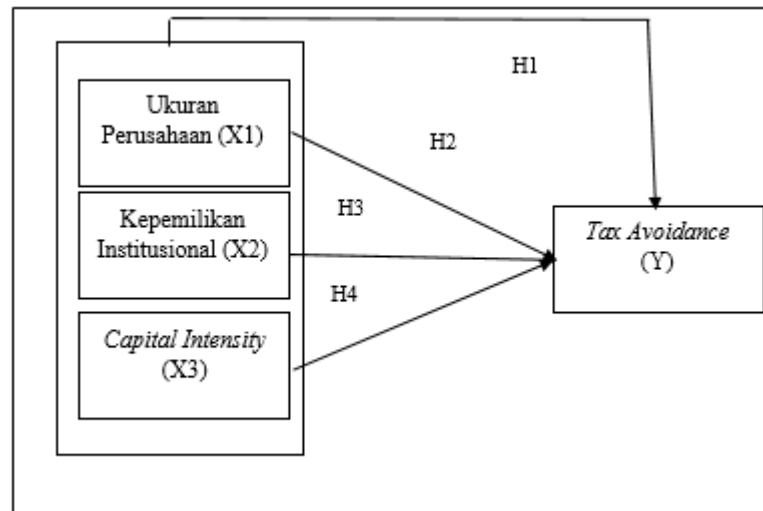 H1
Ukuran
Perusahaan (X1)
H2
H3
Kepemilikan
Institusional (X2)
Tax Avoidance
(Y)
H4
Capital Intensity
(X3)